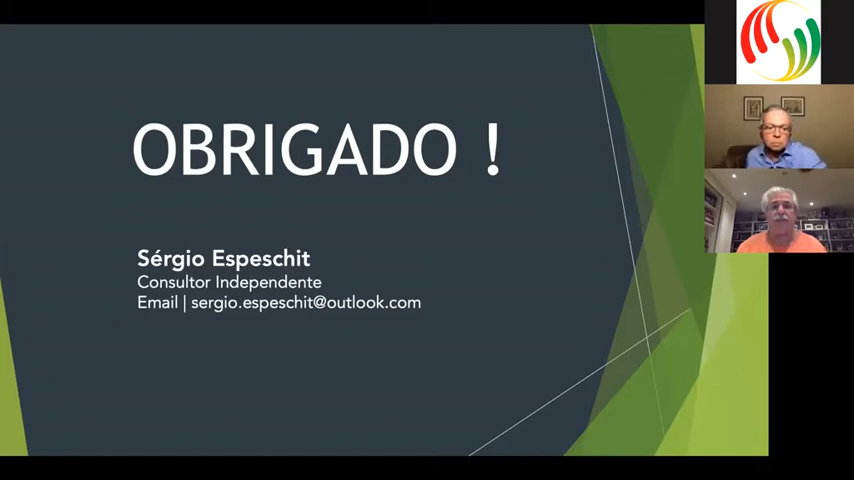 OBRIGADO !
Sérgio Espeschit
Consultor Independente
Email | sergio.espeschit@outlook.com